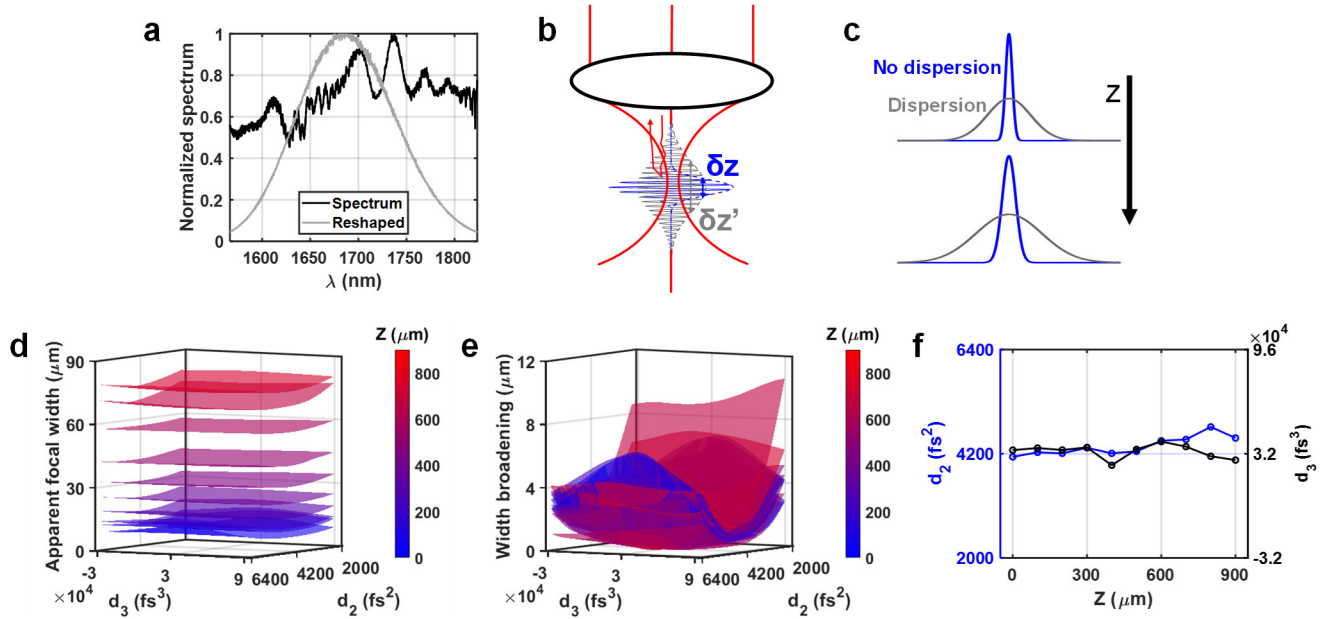 a
Normalized spectrum
1
0.8
0.6
0.4
0.2
0
1600 1650 1700 1750 1800
λ (nm)
Spectrum
Reshaped
b
δz
δz’
c
No dispersion
Dispersion
Z
d
Z (μm)
Apparent focal width (μm)
90
60
30
0
800
600
400
200
0
-3 3 9
×10⁴
d₃ (fs³)
6400 4200 2000
d₂ (fs²)
e
Z (μm)
Width broadening (μm)
12
8
4
0
800
600
400
200
0
-3 3 9
×10⁴
d₃ (fs³)
6400 4200 2000
d₂ (fs²)
f
×10⁴
d₂ (fs²)
6400
4200
2000
9.6
3.2
-3.2
d₃ (fs³)
0 300 600 900
Z (μm)